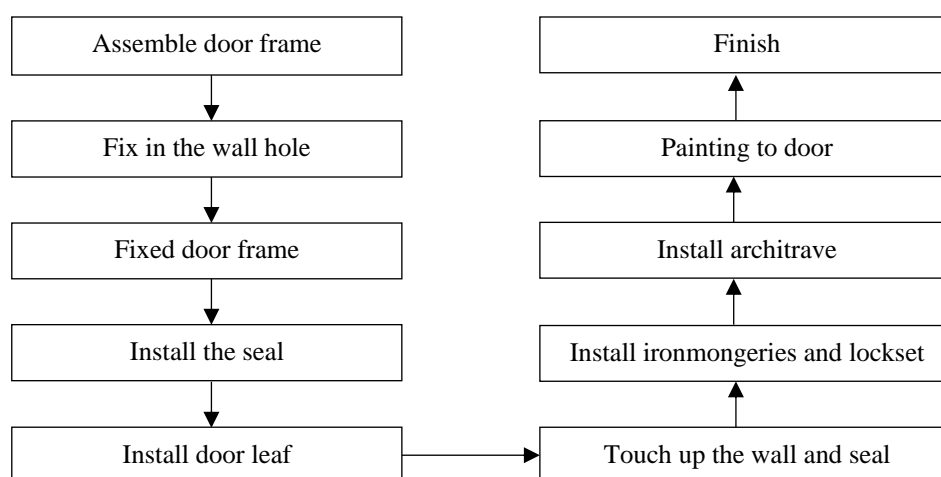 Assemble door frame
Fix in the wall hole
Fixed door frame
Install the seal
Install door leaf
Touch up the wall and seal
Install ironmongeries and lockset
Install architrave
Painting to door
Finish